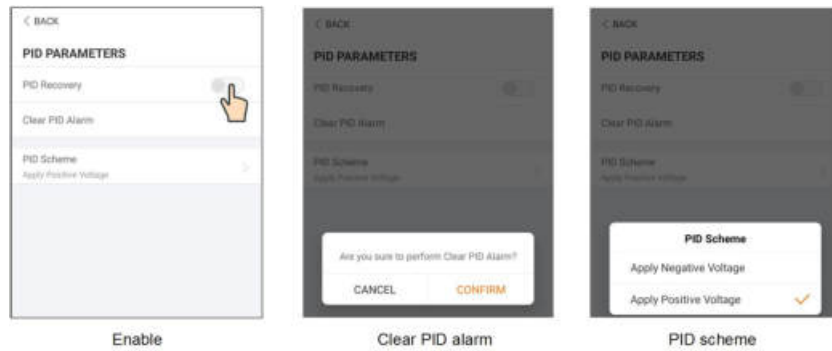 < BACK
PID PARAMETERS
PID Recovery
Clear PID Alarm
PID Scheme
Apply Positive Voltage
Enable
< BACK
PID PARAMETERS
PID Recovery
Clear PID Alarm
PID Scheme
Apply Positive Voltage
Are you sure to perform Clear PID Alarm?
CANCEL CONFIRM
Clear PID alarm
< BACK
PID PARAMETERS
PID Recovery
Clear PID Alarm
PID Scheme
Apply Positive Voltage
PID Scheme
Apply Negative Voltage
Apply Positive Voltage
PID scheme